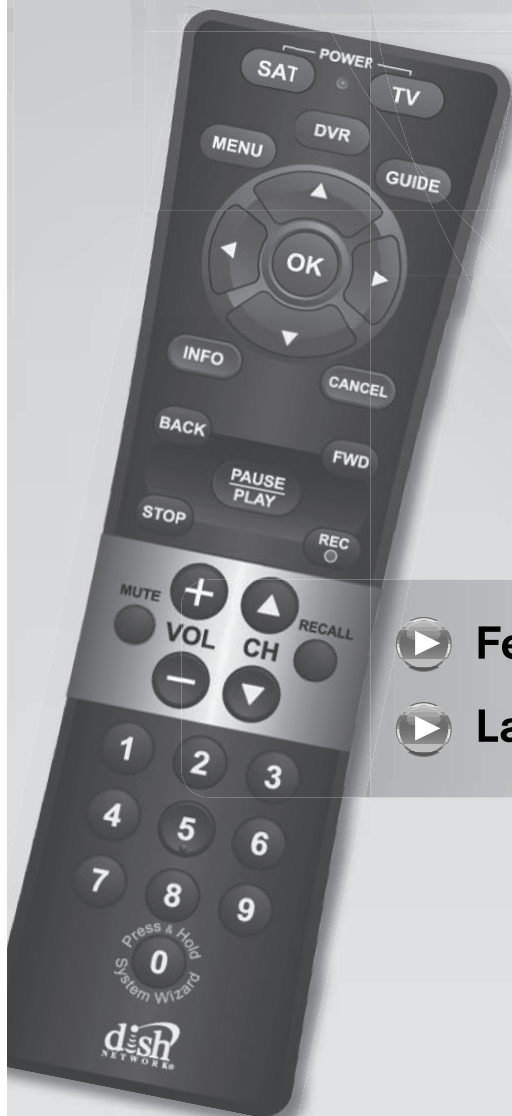 POWER
SAT
TV
DVR
MENU
GUIDE
OK
INFO
CANCEL
BACK
FWD
PAUSE
PLAY
STOP
REC
MUTE
+
RECALL
VOL
CH
−
1
2
3
4
5
6
7
8
9
Press & Hold
0
System Wizard
dish
NETWORK®
Fe
La